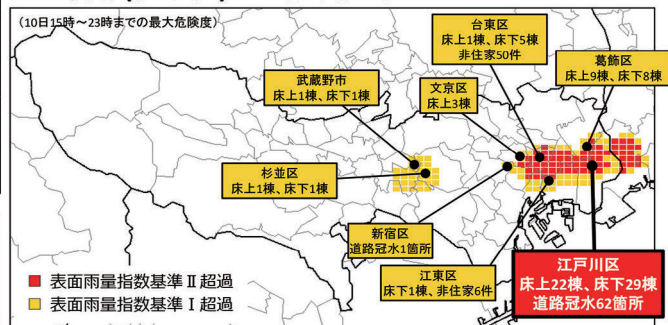 (10日15時～23時までの最大危険度)
台東区
床上1棟、床下5棟
非住家50件
葛飾区
床上9棟、床下8棟
武蔵野市
床上1棟、床下1棟
文京区
床上3棟
杉並区
床上1棟、床下1棟
新宿区
道路冠水1箇所
江東区
床下1棟、非住家6件
江戸川区
床上22棟、床下29棟
道路冠水62箇所
表面雨量指数基準Ⅱ超過
表面雨量指数基準Ⅰ超過